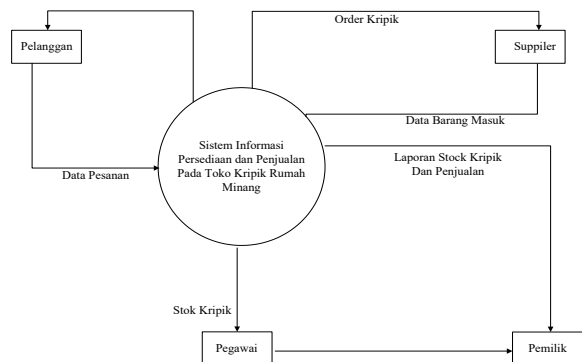 Order Kripik
Pelanggan
Suppiler
Data Barang Masuk
Sistem Informasi
Persediaan dan Penjualan
Pada Toko Kripik Rumah
Minang
Laporan Stock Kripik
Dan Penjualan
Data Pesanan
Stok Kripik
Pegawai
Pemilik